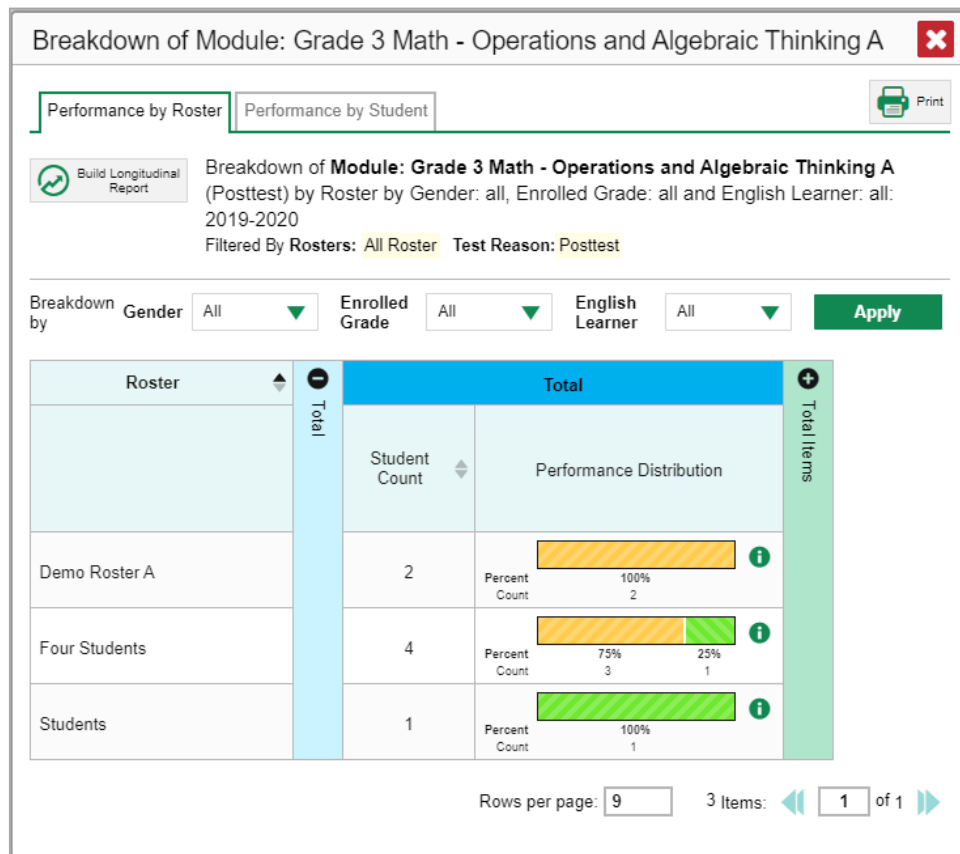 Breakdown of Module: Grade 3 Math - Operations and Algebraic Thinking A
Performance by Roster
Performance by Student
Print
Build Longitudinal
Report
Breakdown of Module: Grade 3 Math - Operations and Algebraic Thinking A
(Posttest) by Roster by Gender: all, Enrolled Grade: all and English Learner: all:
2019-2020
Filtered By Rosters: All Roster Test Reason: Posttest
Breakdown
by
Gender
All
Enrolled
Grade
All
English
Learner
All
Apply
Roster
Total
Total
Total Items
Student
Count
Performance Distribution
Demo Roster A
2
Percent 100%
Count 2
Four Students
4
Percent 75% 25%
Count 3 1
Students
1
Percent 100%
Count 1
Rows per page: 9 3 Items: 1 of 1